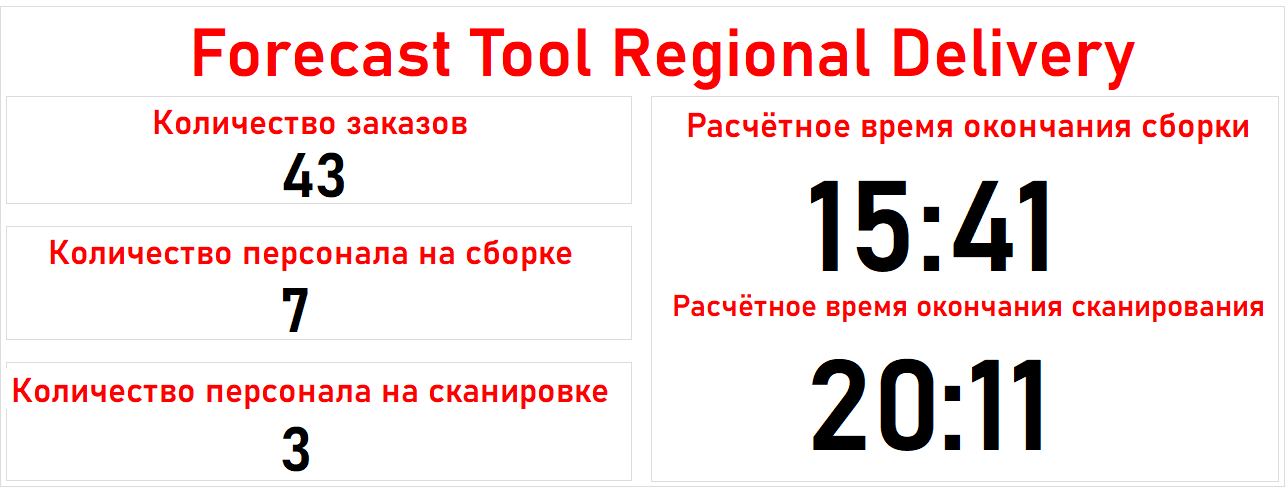 Forecast Tool Regional Delivery
Количество заказов
43
Количество персонала на сборке
7
Количество персонала на сканировке
3
Расчётное время окончания сборки
15:41
Расчётное время окончания сканирования
20:11